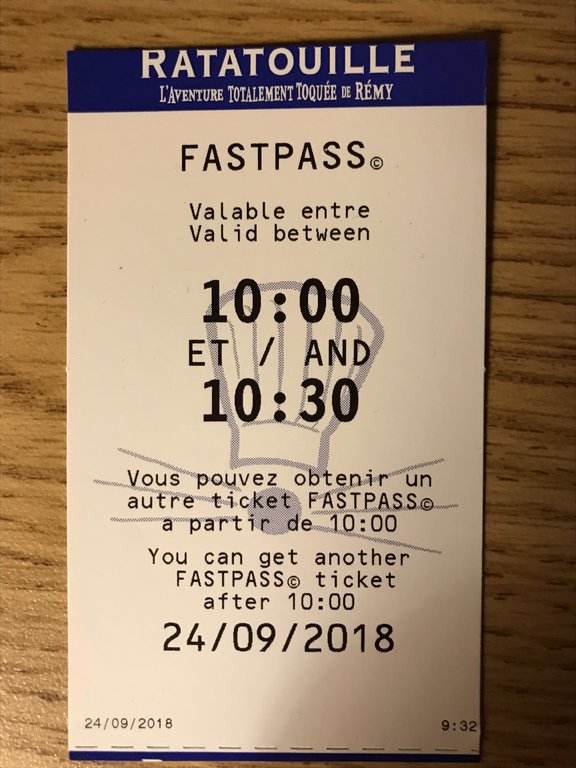 RATATOUILLE
L'AVENTURE TOTALEMENT TOQUÉE DE RÉMY
FASTPASS©
Valable entre
Valid between
10:00
ET / AND
10:30
Vous pouvez obtenir un
autre ticket FASTPASS©
a partir de 10:00
You can get another
FASTPASS© ticket
after 10:00
24/09/2018
24/09/2018 9:32